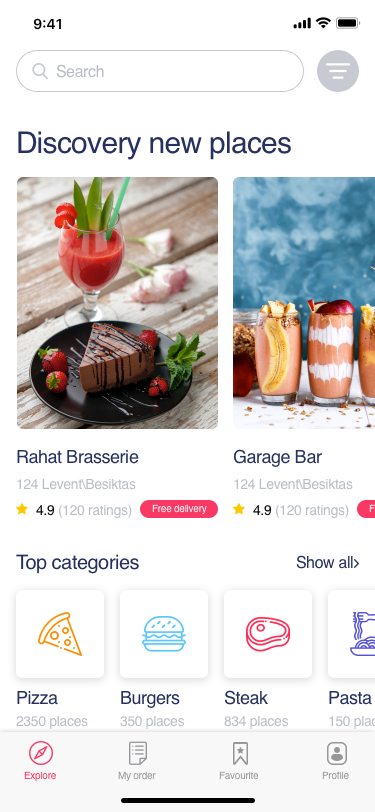 9:41
Search
Discovery new places
Rahat Brasserie
Garage Bar
124 Levent\Besiktas
124 Levent\Besiktas
4.9 (120 ratings)
Free delivery
4.9 (120 ratings)
F
Top categories
Show all>
Pizza
Burgers
Steak
Pasta
2350 places
350 places
834 places
150 plac
Explore
My order
Favourite
Profile